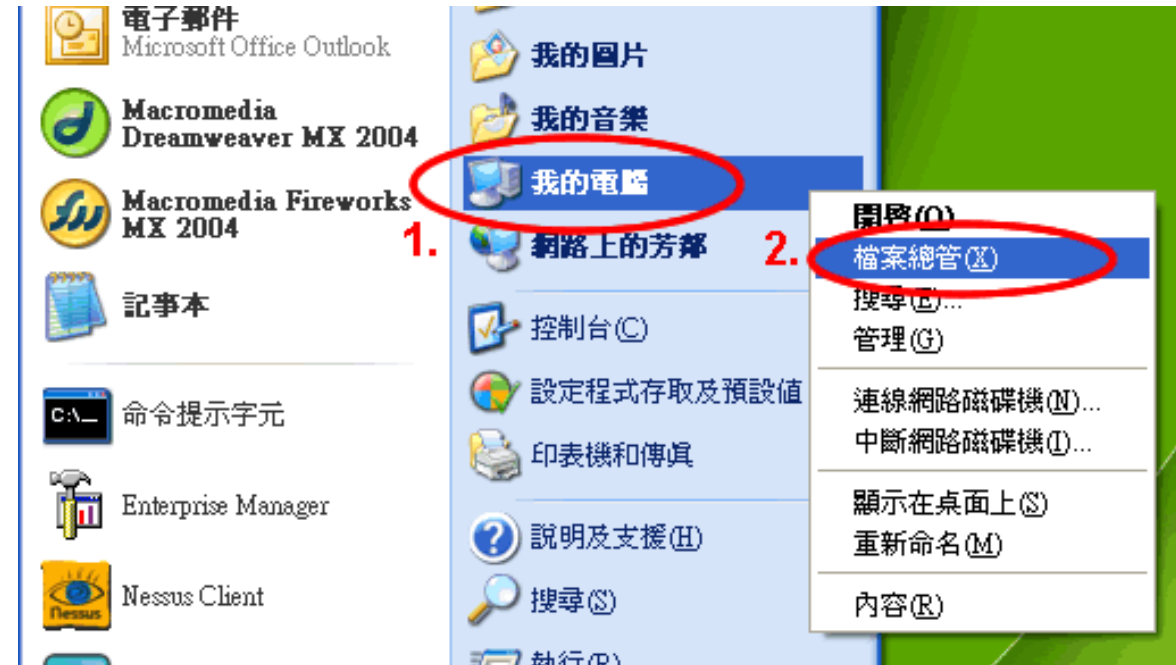 電子郵件
Microsoft Office Outlook
Macromedia
Dreamweaver MX 2004
Macromedia Fireworks
MX 2004
記事本
C:\_
命令提示字元
Enterprise Manager
Nessus
Nessus Client
我的圖片
我的音樂
我的電腦
1.
網路上的芳鄰
控制台(C)
設定程式存取及預設值
印表機和傳真
說明及支援(H)
搜尋(S)
執行(R)
2.
開啓(O)
檔案總管(X)
搜尋(E)...
管理(G)
連線網路磁碟機(N)...
中斷網路磁碟機(I)...
顯示在桌面上(S)
重新命名(M)
內容(R)